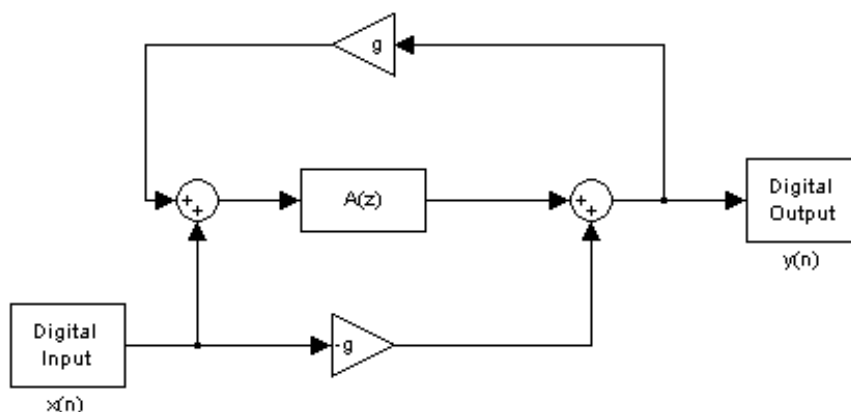 g
+
+
A(z)
+
+
Digital
Output
y(n)
Digital
Input
x(n)
-g